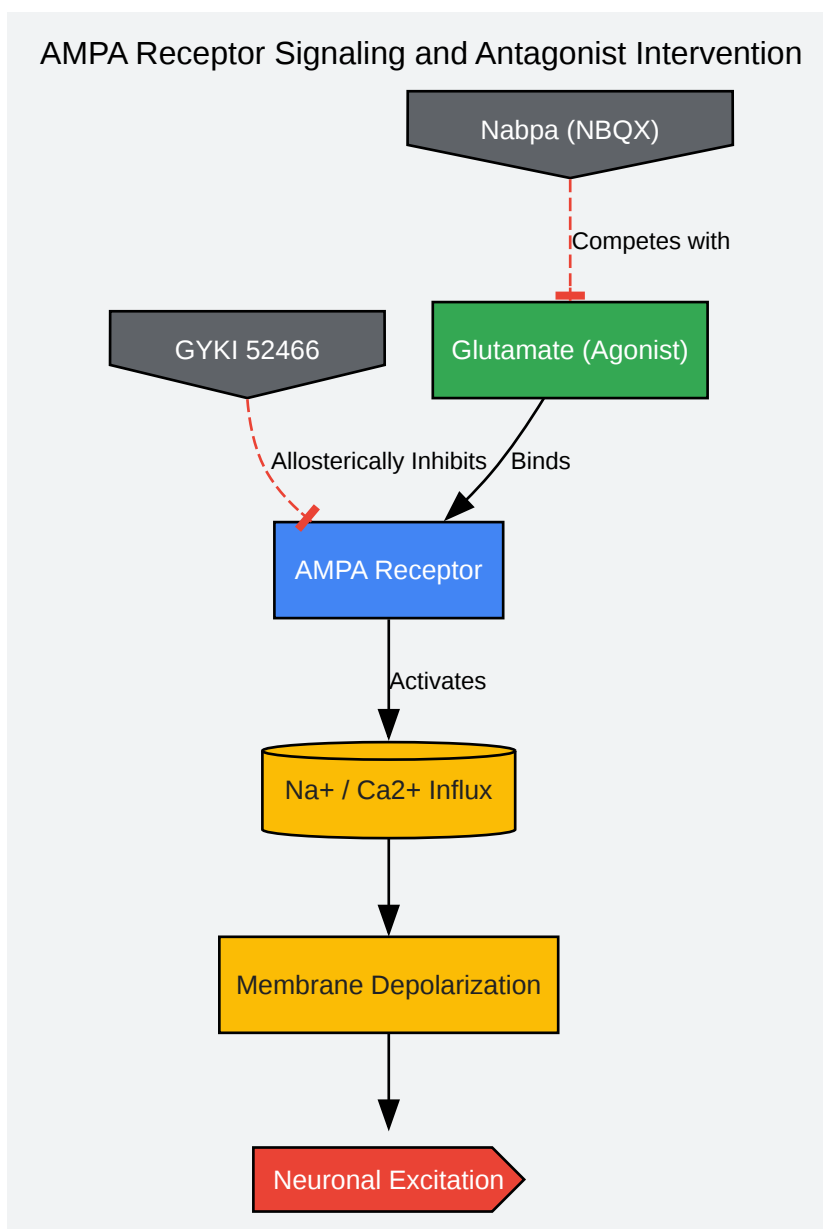 AMPA Receptor Signaling and Antagonist Intervention
Nabpa (NBQX)
Competes with
GYKI 52466
Glutamate (Agonist)
Allosterically Inhibits
Binds
AMPA Receptor
Activates
Na+ / Ca2+ Influx
Membrane Depolarization
Neuronal Excitation